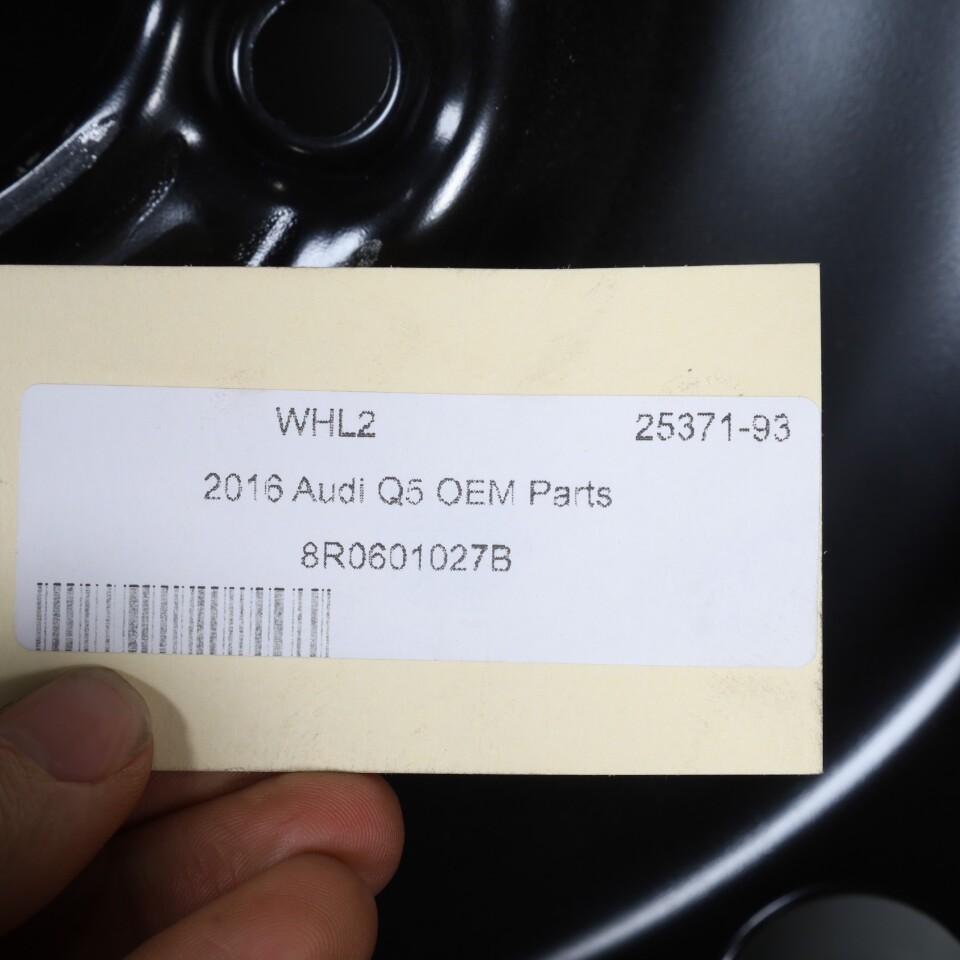 WHL2 25371-93
2016 Audi Q5 OEM Parts
8R0601027B